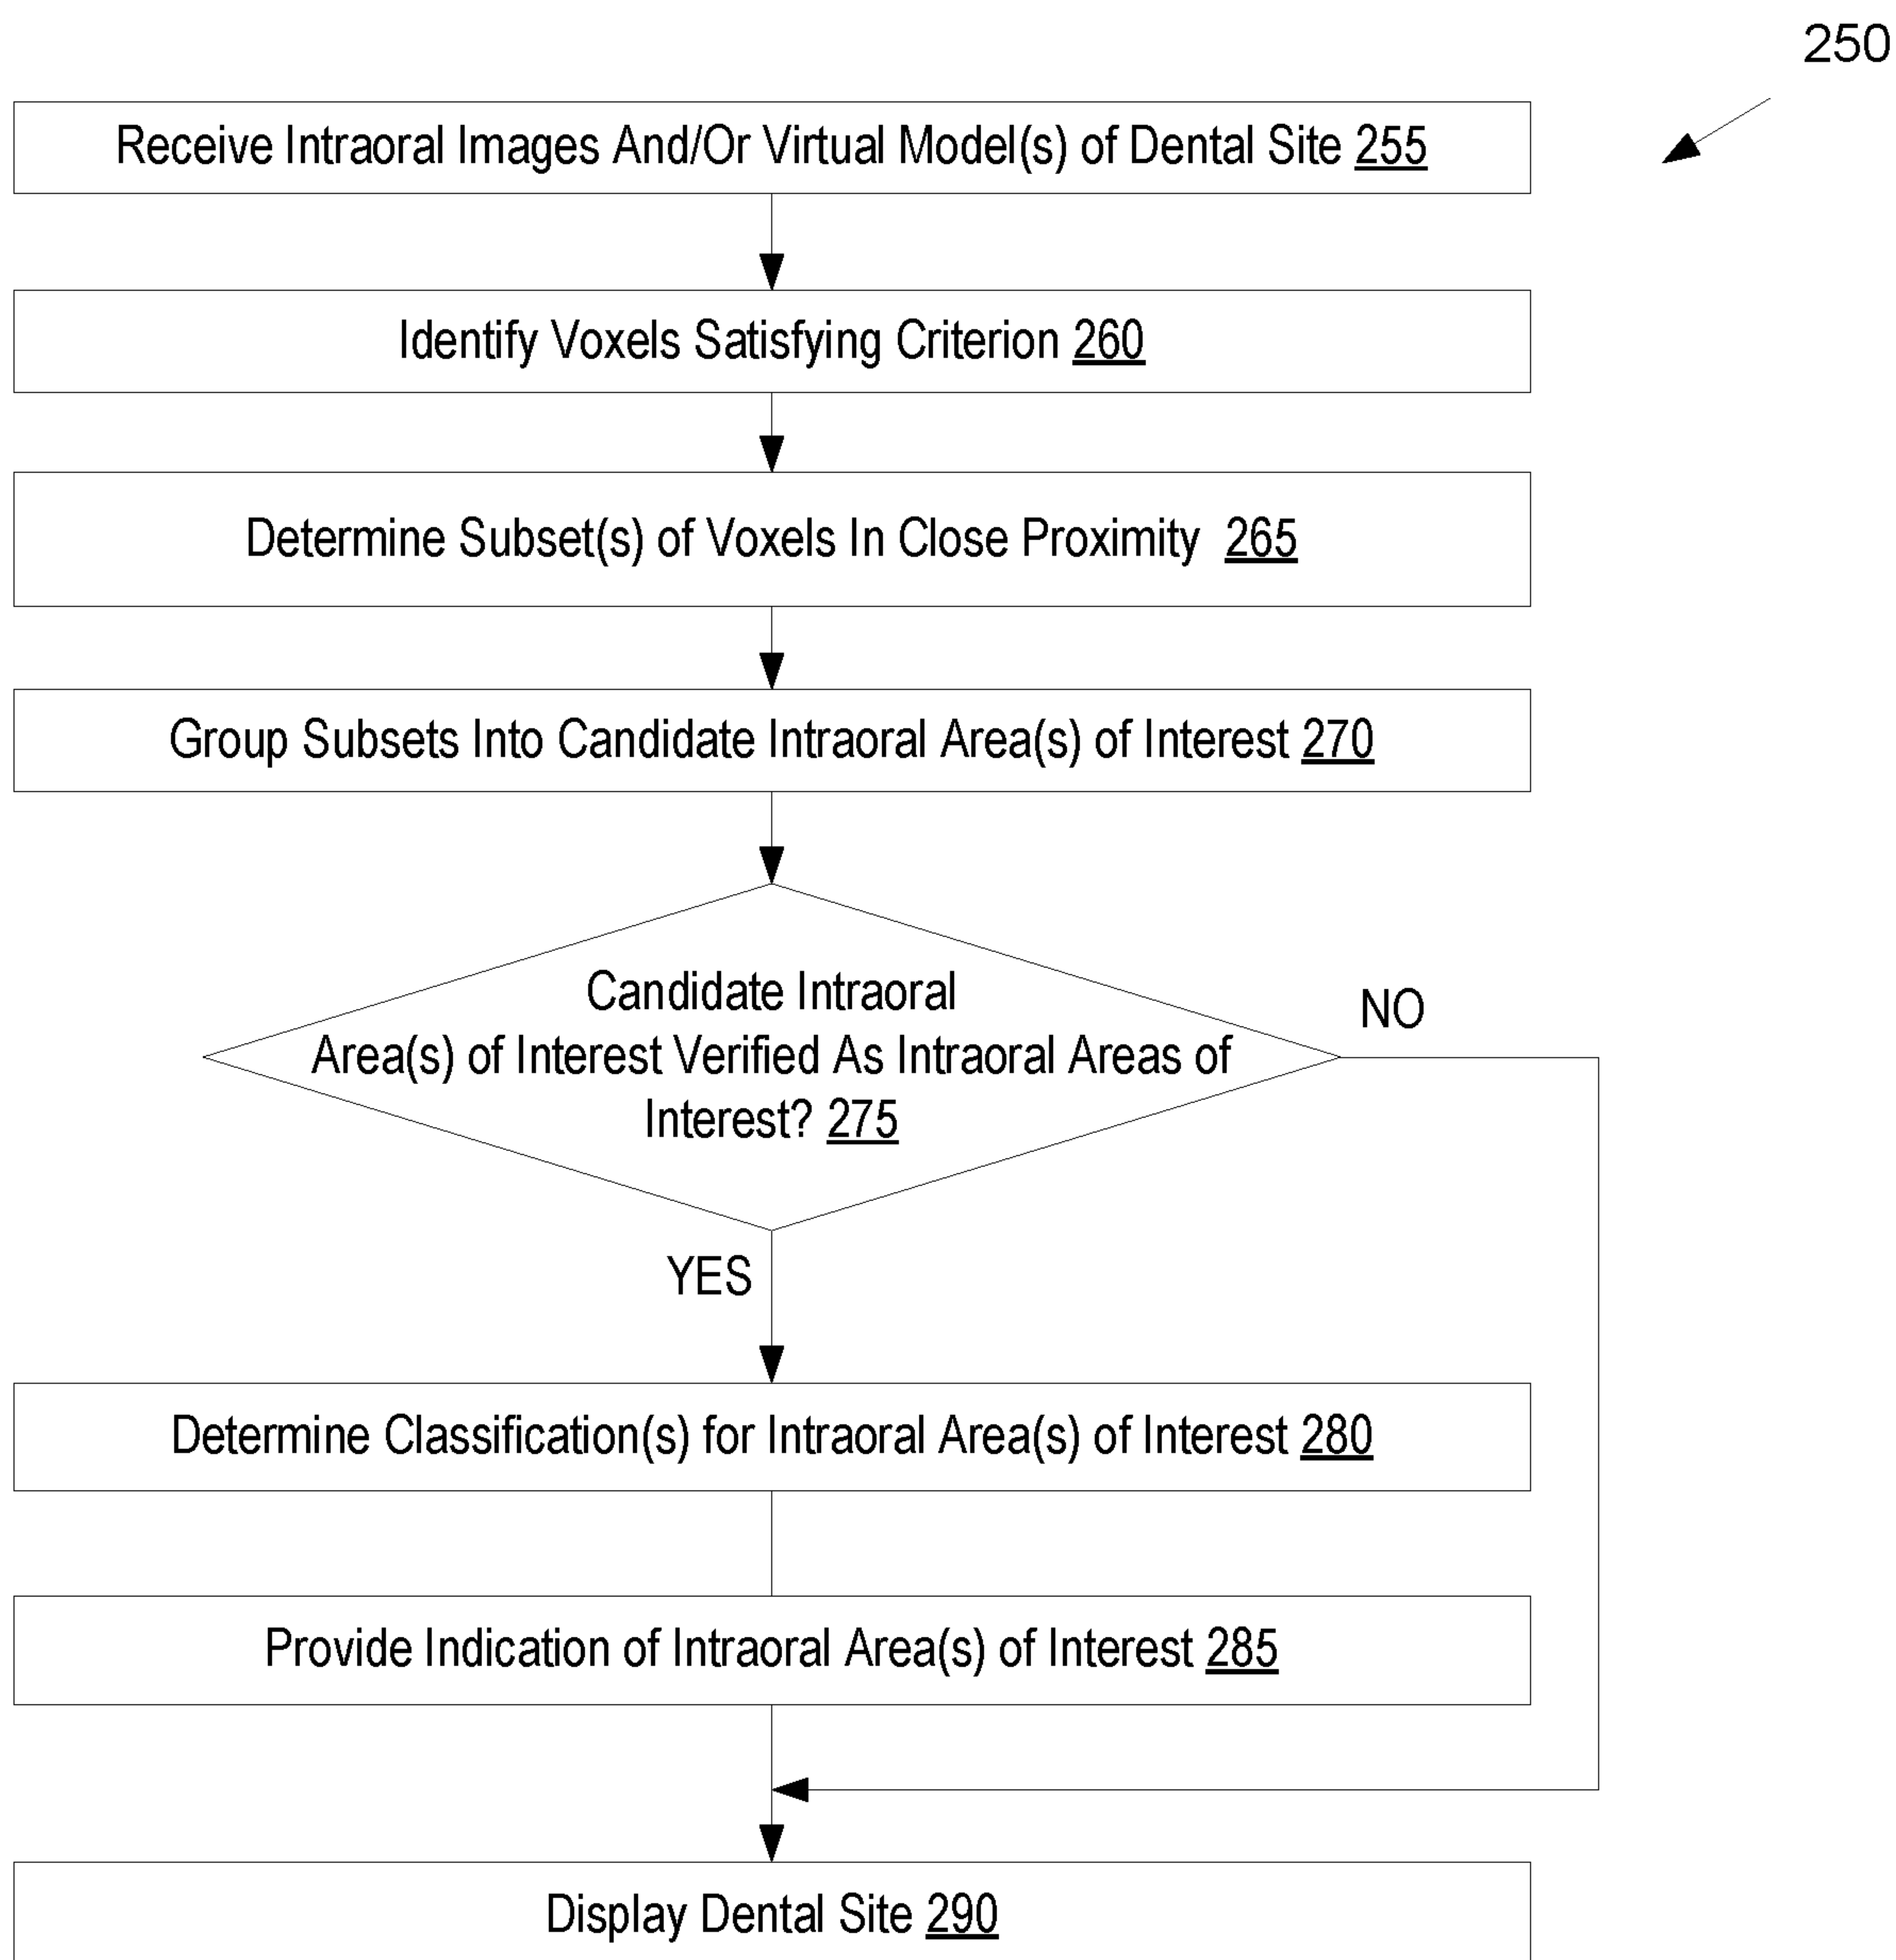 250
Receive Intraoral Images And/Or Virtual Model(s) of Dental Site 255
Identify Voxels Satisfying Criterion 260
Determine Subset(s) of Voxels In Close Proximity 265
Group Subsets Into Candidate Intraoral Area(s) of Interest 270
Candidate Intraoral
Area(s) of Interest Verified As Intraoral Areas of
Interest? 275
NO
YES
Determine Classification(s) for Intraoral Area(s) of Interest 280
Provide Indication of Intraoral Area(s) of Interest 285
Display Dental Site 290